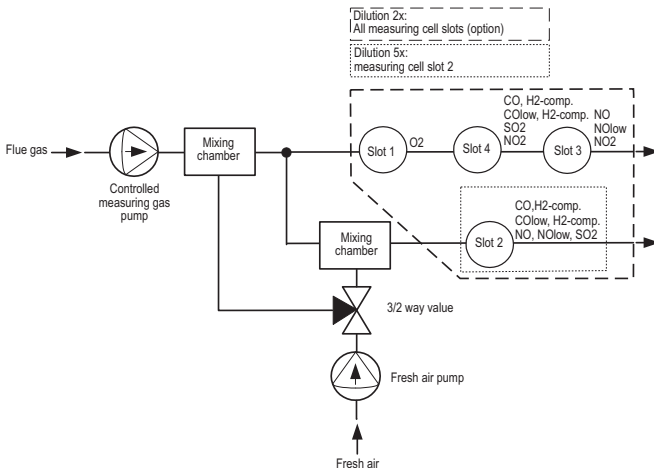 Dilution 2x:
All measuring cell slots (option)
Dilution 5x:
measuring cell slot 2
Flue gas
Controlled
measuring gas
pump
Mixing
chamber
Slot 1
O2
Slot 4
CO, H2-comp.
COlow, H2-comp.
SO2
NO2
Slot 3
NO
NOlow
NO2
Mixing
chamber
Slot 2
CO,H2-comp.
COlow, H2-comp.
NO, NOlow, SO2
3/2 way value
Fresh air pump
Fresh air